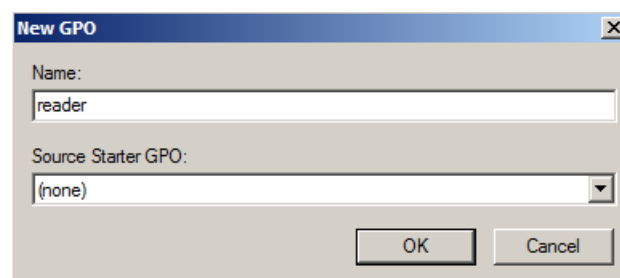 New GPO
Name:
reader
Source Starter GPO:
(none)
OK Cancel